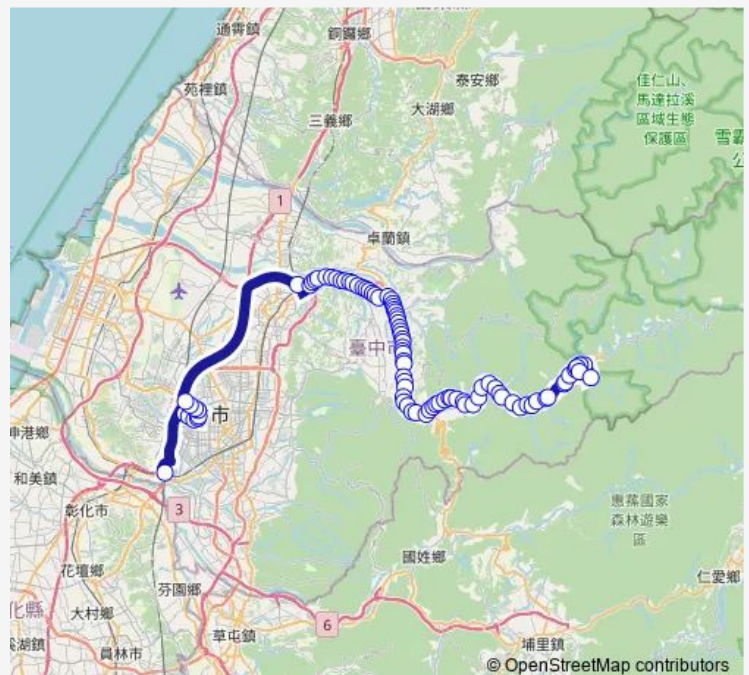 通霄鎮
銅鑼鄉
苑裡鎮
泰安鄉
大湖鄉
三義鄉
佳仁山、
馬達拉溪
區域生態
保護區
雪霸
公
1
卓蘭鎮
臺中市
市
申港鄉
和美鎮
彰化市
3
惠蓀國家
森林遊樂
區
花壇鄉
芬園鄉
國姓鄉
仁愛鄉
化縣
大村鄉
6
溪湖鎮
員林市
草屯鎮
埔里鎮
© OpenStreetMap contributors